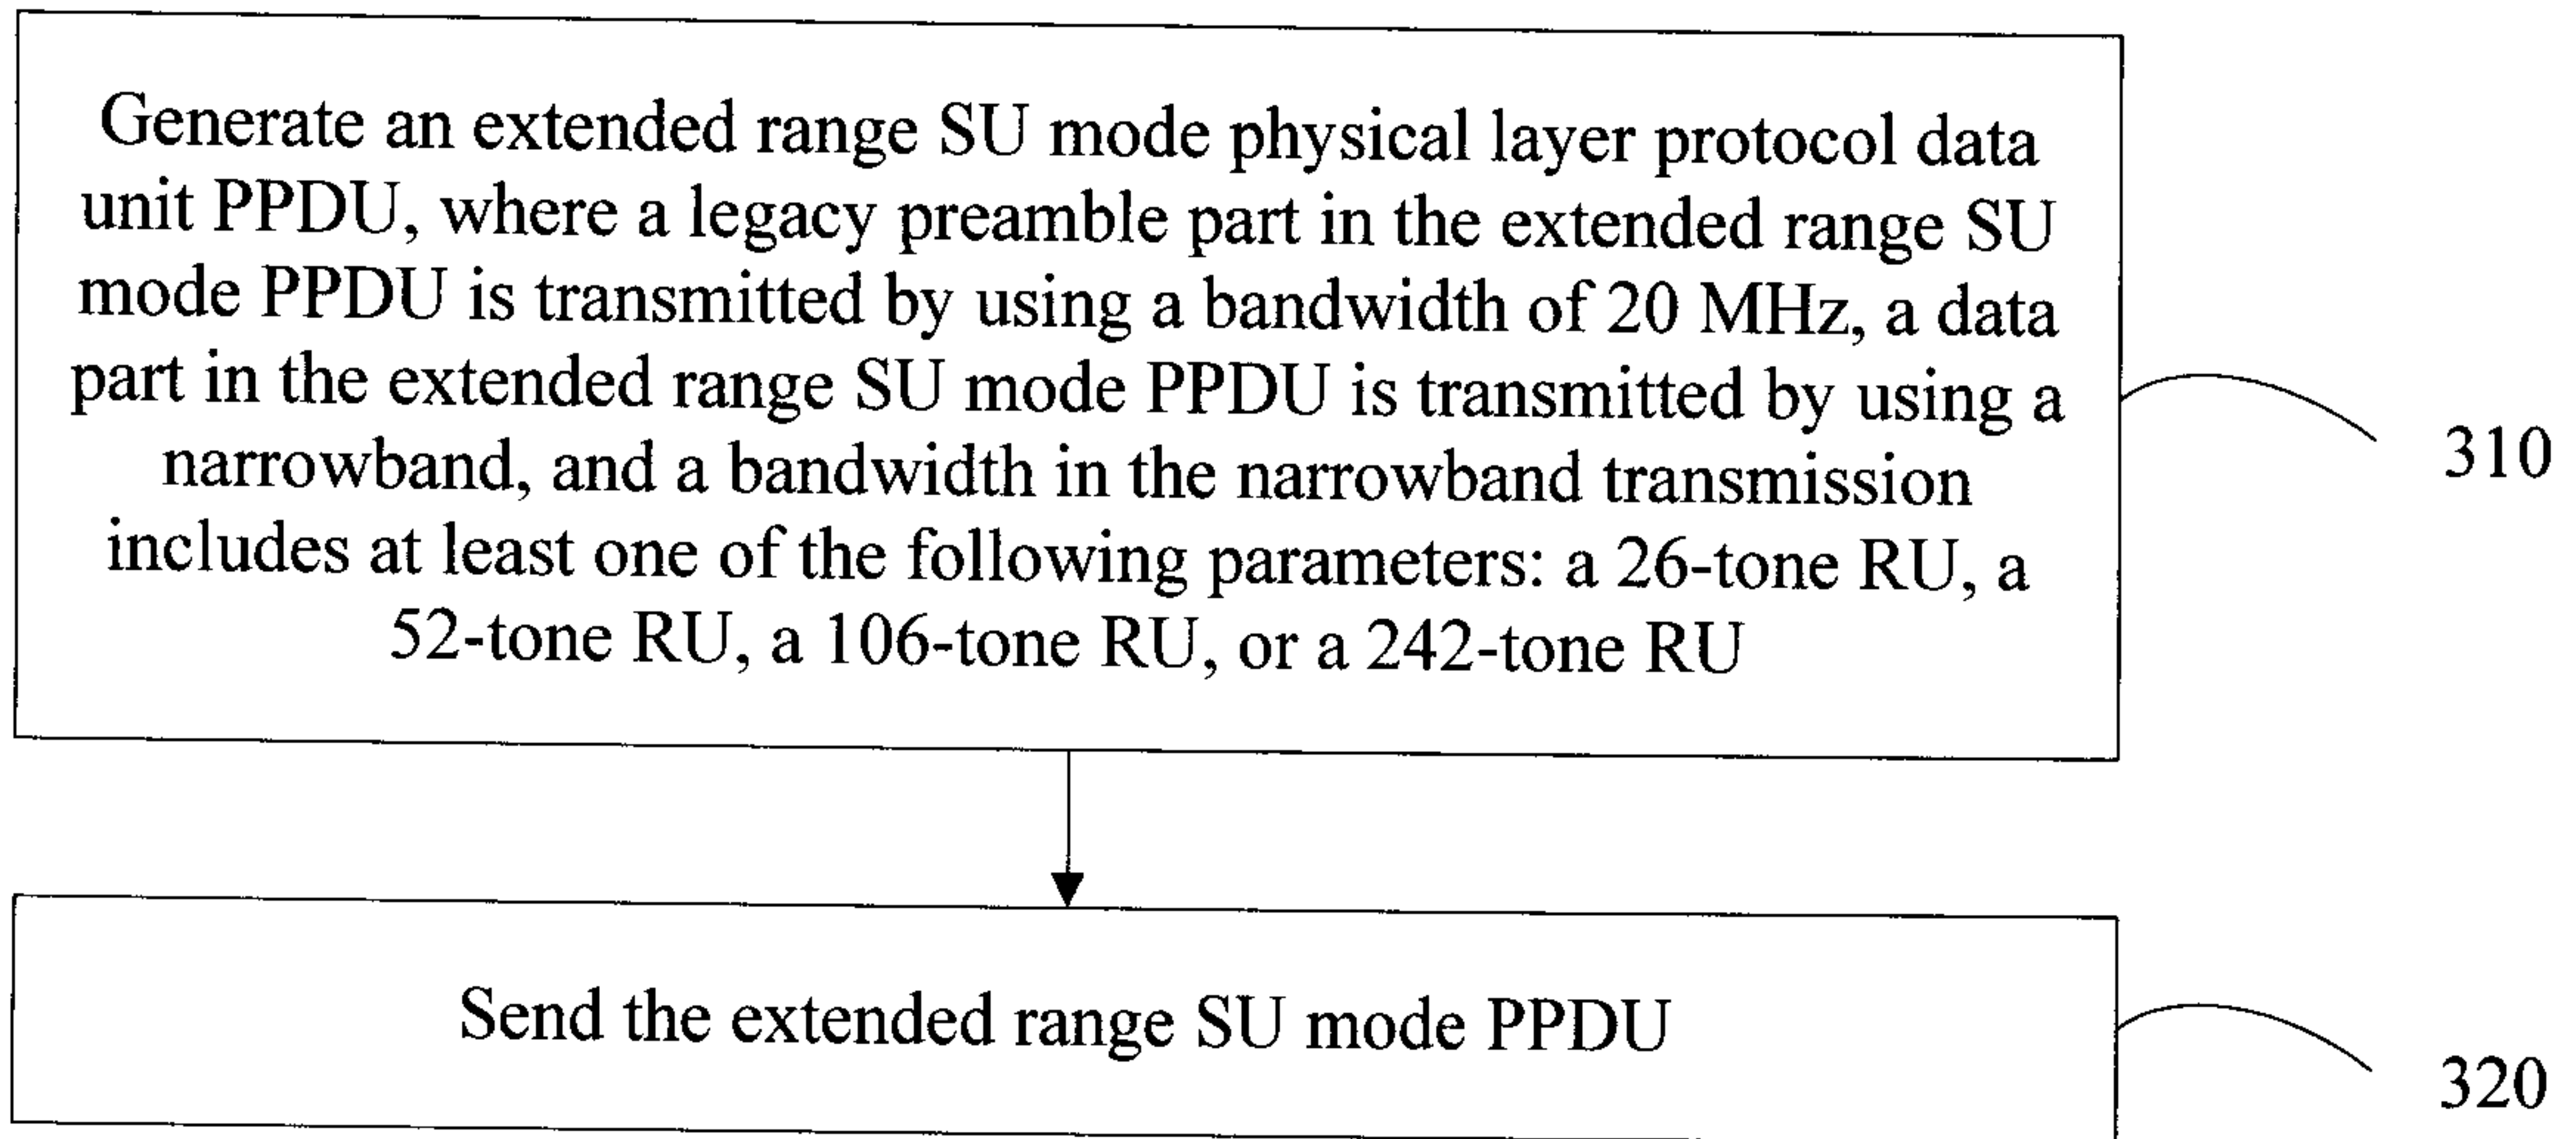 Generate an extended range SU mode physical layer protocol data
unit PPDU, where a legacy preamble part in the extended range SU
mode PPDU is transmitted by using a bandwidth of 20 MHz, a data
part in the extended range SU mode PPDU is transmitted by using a
narrowband, and a bandwidth in the narrowband transmission
includes at least one of the following parameters: a 26-tone RU, a
52-tone RU, a 106-tone RU, or a 242-tone RU
310
Send the extended range SU mode PPDU
320